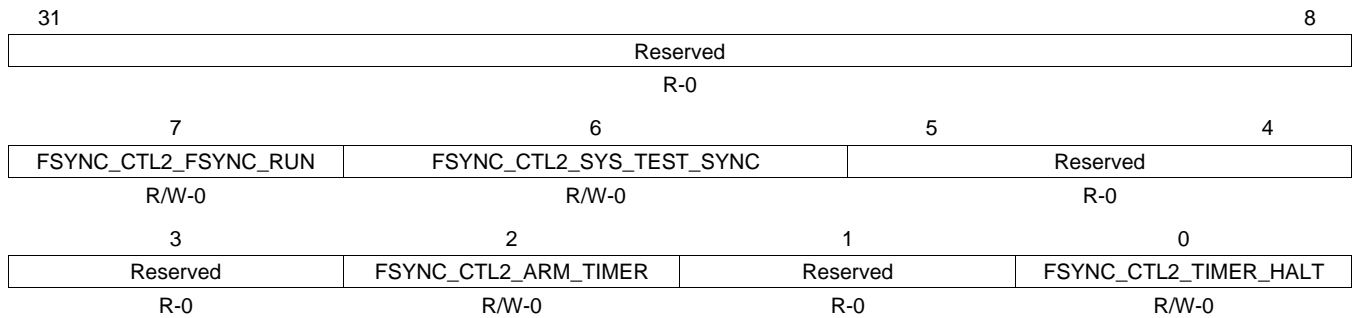 31 8
Reserved
R-0
7 6 5 4
FSYNC_CTL2_FSYNC_RUN FSYNC_CTL2_SYS_TEST_SYNC Reserved
R/W-0 R/W-0 R-0
3 2 1 0
Reserved FSYNC_CTL2_ARM_TIMER Reserved FSYNC_CTL2_TIMER_HALT
R-0 R/W-0 R-0 R/W-0